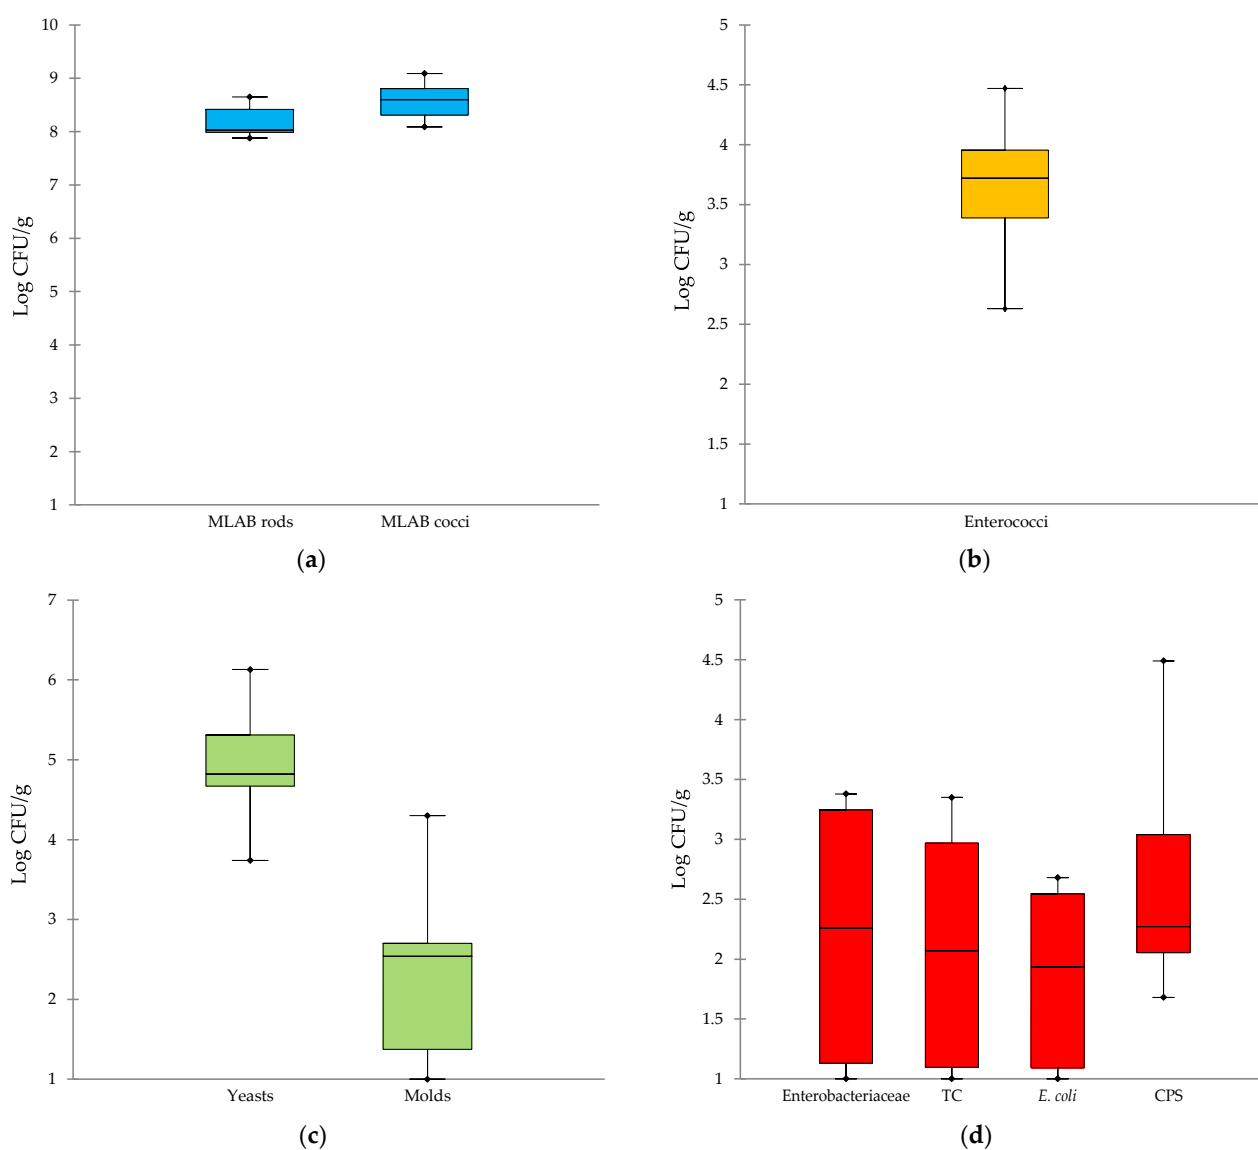 10
9
8
7
6
5
4
3
2
1
Log CFU/g
MLAB rods
MLAB cocci
(a)
5
4.5
4
3.5
3
2.5
2
1.5
1
Log CFU/g
Enterococci
(b)
7
6
5
4
3
2
1
Log CFU/g
Yeasts
Molds
(c)
5
4.5
4
3.5
3
2.5
2
1.5
1
Log CFU/g
Enterobacteriaceae
TC
E. coli
CPS
(d)